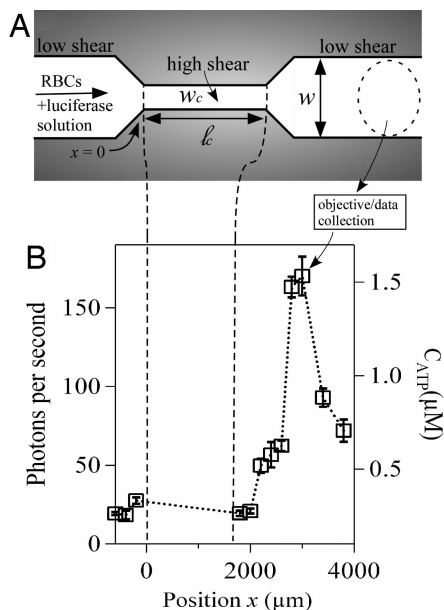 A
low shear
low shear
high shear
RBCs
+luciferase
solution
w_c
w
x = 0
ℓ_c
objective/data
collection
B
Photons per second
150
100
50
0
C_ATP (μM)
1.5
1.0
0.5
0
2000
4000
Position x (μm)